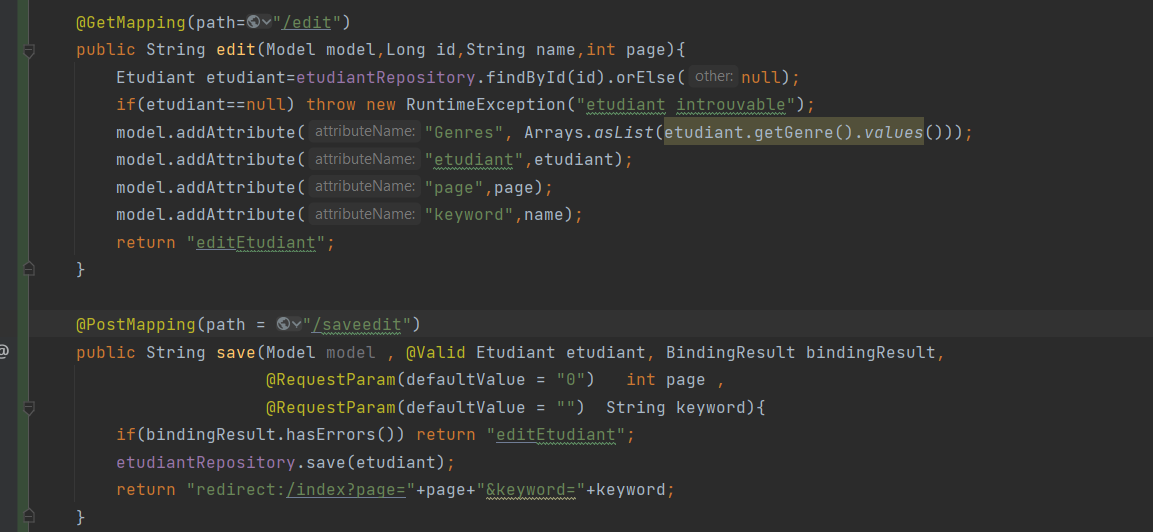 @GetMapping(path="/edit")
public String edit(Model model,Long id,String name,int page){
Etudiant etudiant=etudiantRepository.findById(id).orElse( other: null);
if(etudiant==null) throw new RuntimeException("etudiant introuvable");
model.addAttribute( attributeName: "Genres", Arrays.asList(etudiant.getGenre().values()));
model.addAttribute( attributeName: "etudiant",etudiant);
model.addAttribute( attributeName: "page",page);
model.addAttribute( attributeName: "keyword",name);
return "editEtudiant";
}
@PostMapping(path = "/saveedit")
@
public String save(Model model , @Valid Etudiant etudiant, BindingResult bindingResult,
@RequestParam(defaultValue = "0") int page ,
@RequestParam(defaultValue = "") String keyword){
if(bindingResult.hasErrors()) return "editEtudiant";
etudiantRepository.save(etudiant);
return "redirect:/index?page="+page+"&keyword="+keyword;
}